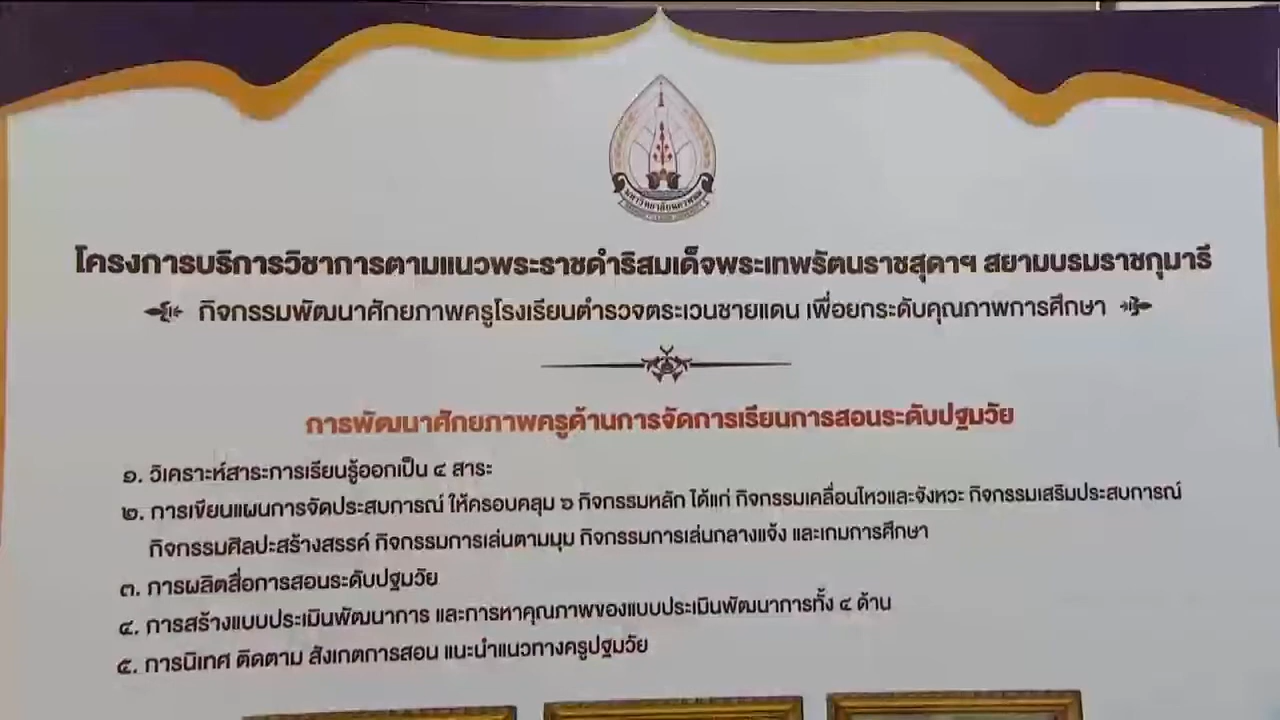 มหาวิทยาลัยนครพนม
โครงการบริการวิชาการตามแนวพระราชดำริสมเด็จพระเทพรัตนราชสุดาฯ สยามบรมราชกุมารี
กิจกรรมพัฒนาศักยภาพครูโรงเรียนตำรวจตระเวนชายแดน เพื่อยกระดับคุณภาพการศึกษา
การพัฒนาศักยภาพครูด้านการจัดการเรียนการสอนระดับปฐมวัย
๑. วิเคราะห์สาระการเรียนรู้ออกเป็น ๔ สาระ
๒. การเขียนแผนการจัดประสบการณ์ ให้ครอบคลุม ๖ กิจกรรมหลัก ได้แก่ กิจกรรมเคลื่อนไหวและจังหวะ กิจกรรมเสริมประสบการณ์
กิจกรรมศิลปะสร้างสรรค์ กิจกรรมการเล่นตามมุม กิจกรรมการเล่นกลางแจ้ง และเกมการศึกษา
๓. การผลิตสื่อการสอนระดับปฐมวัย
๔. การสร้างแบบประเมินพัฒนาการ และการหาคุณภาพของแบบประเมินพัฒนาการทั้ง ๔ ด้าน
๕. การนิเทศ ติดตาม สังเกตการสอน แนะนำแนวทางครูปฐมวัย